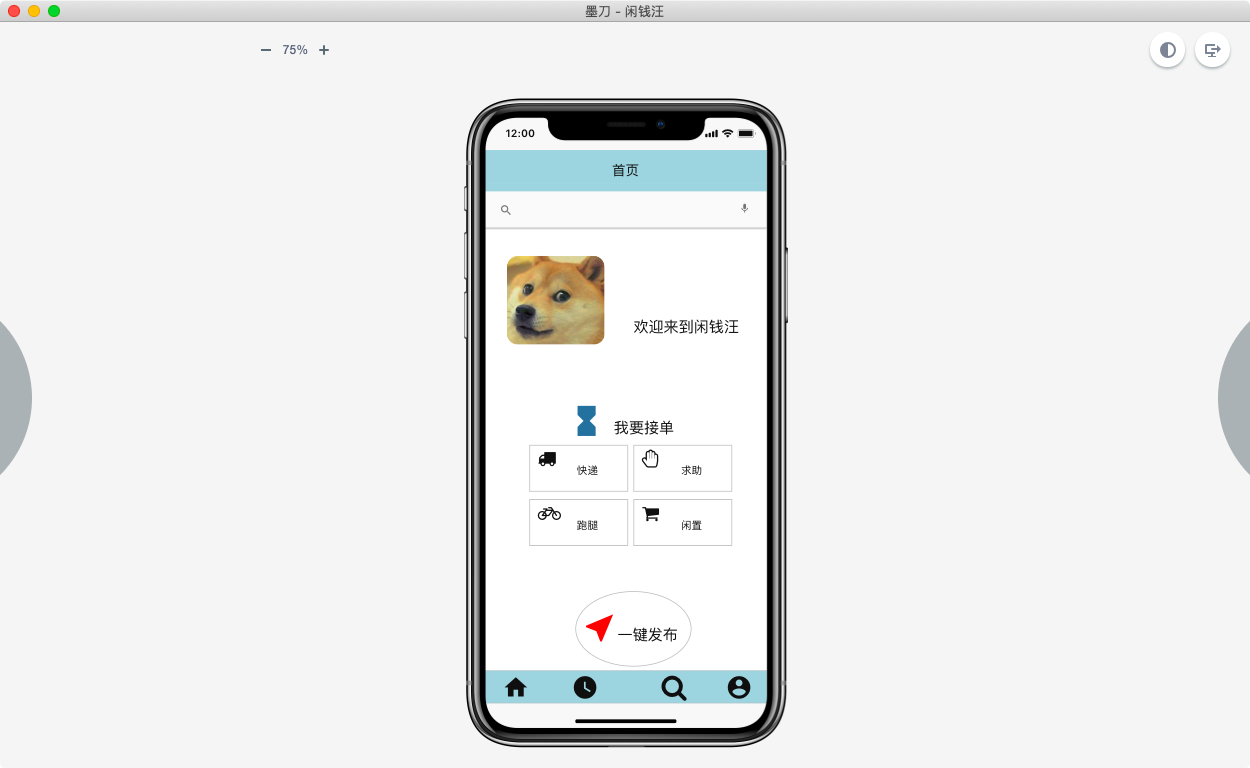 墨刀 - 闲钱汪
75%
12:00
首页
欢迎来到闲钱汪
我要接单
快递
求助
跑腿
闲置
一键发布